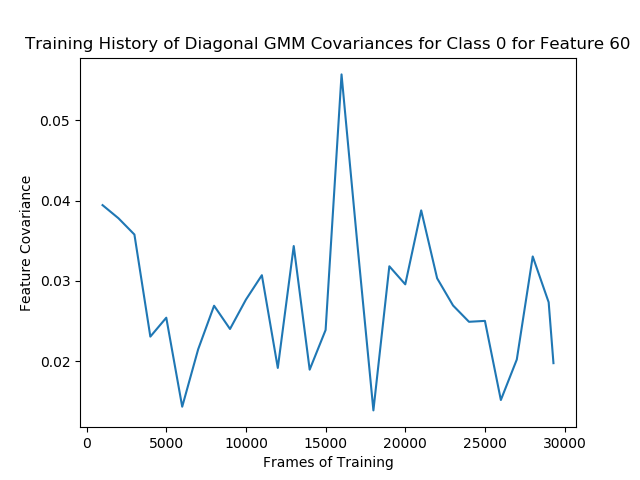 Training History of Diagonal GMM Covariances for Class 0 for Feature 60
Feature Covariance
0.05
0.04
0.03
0.02
0 5000 10000 15000 20000 25000 30000
Frames of Training